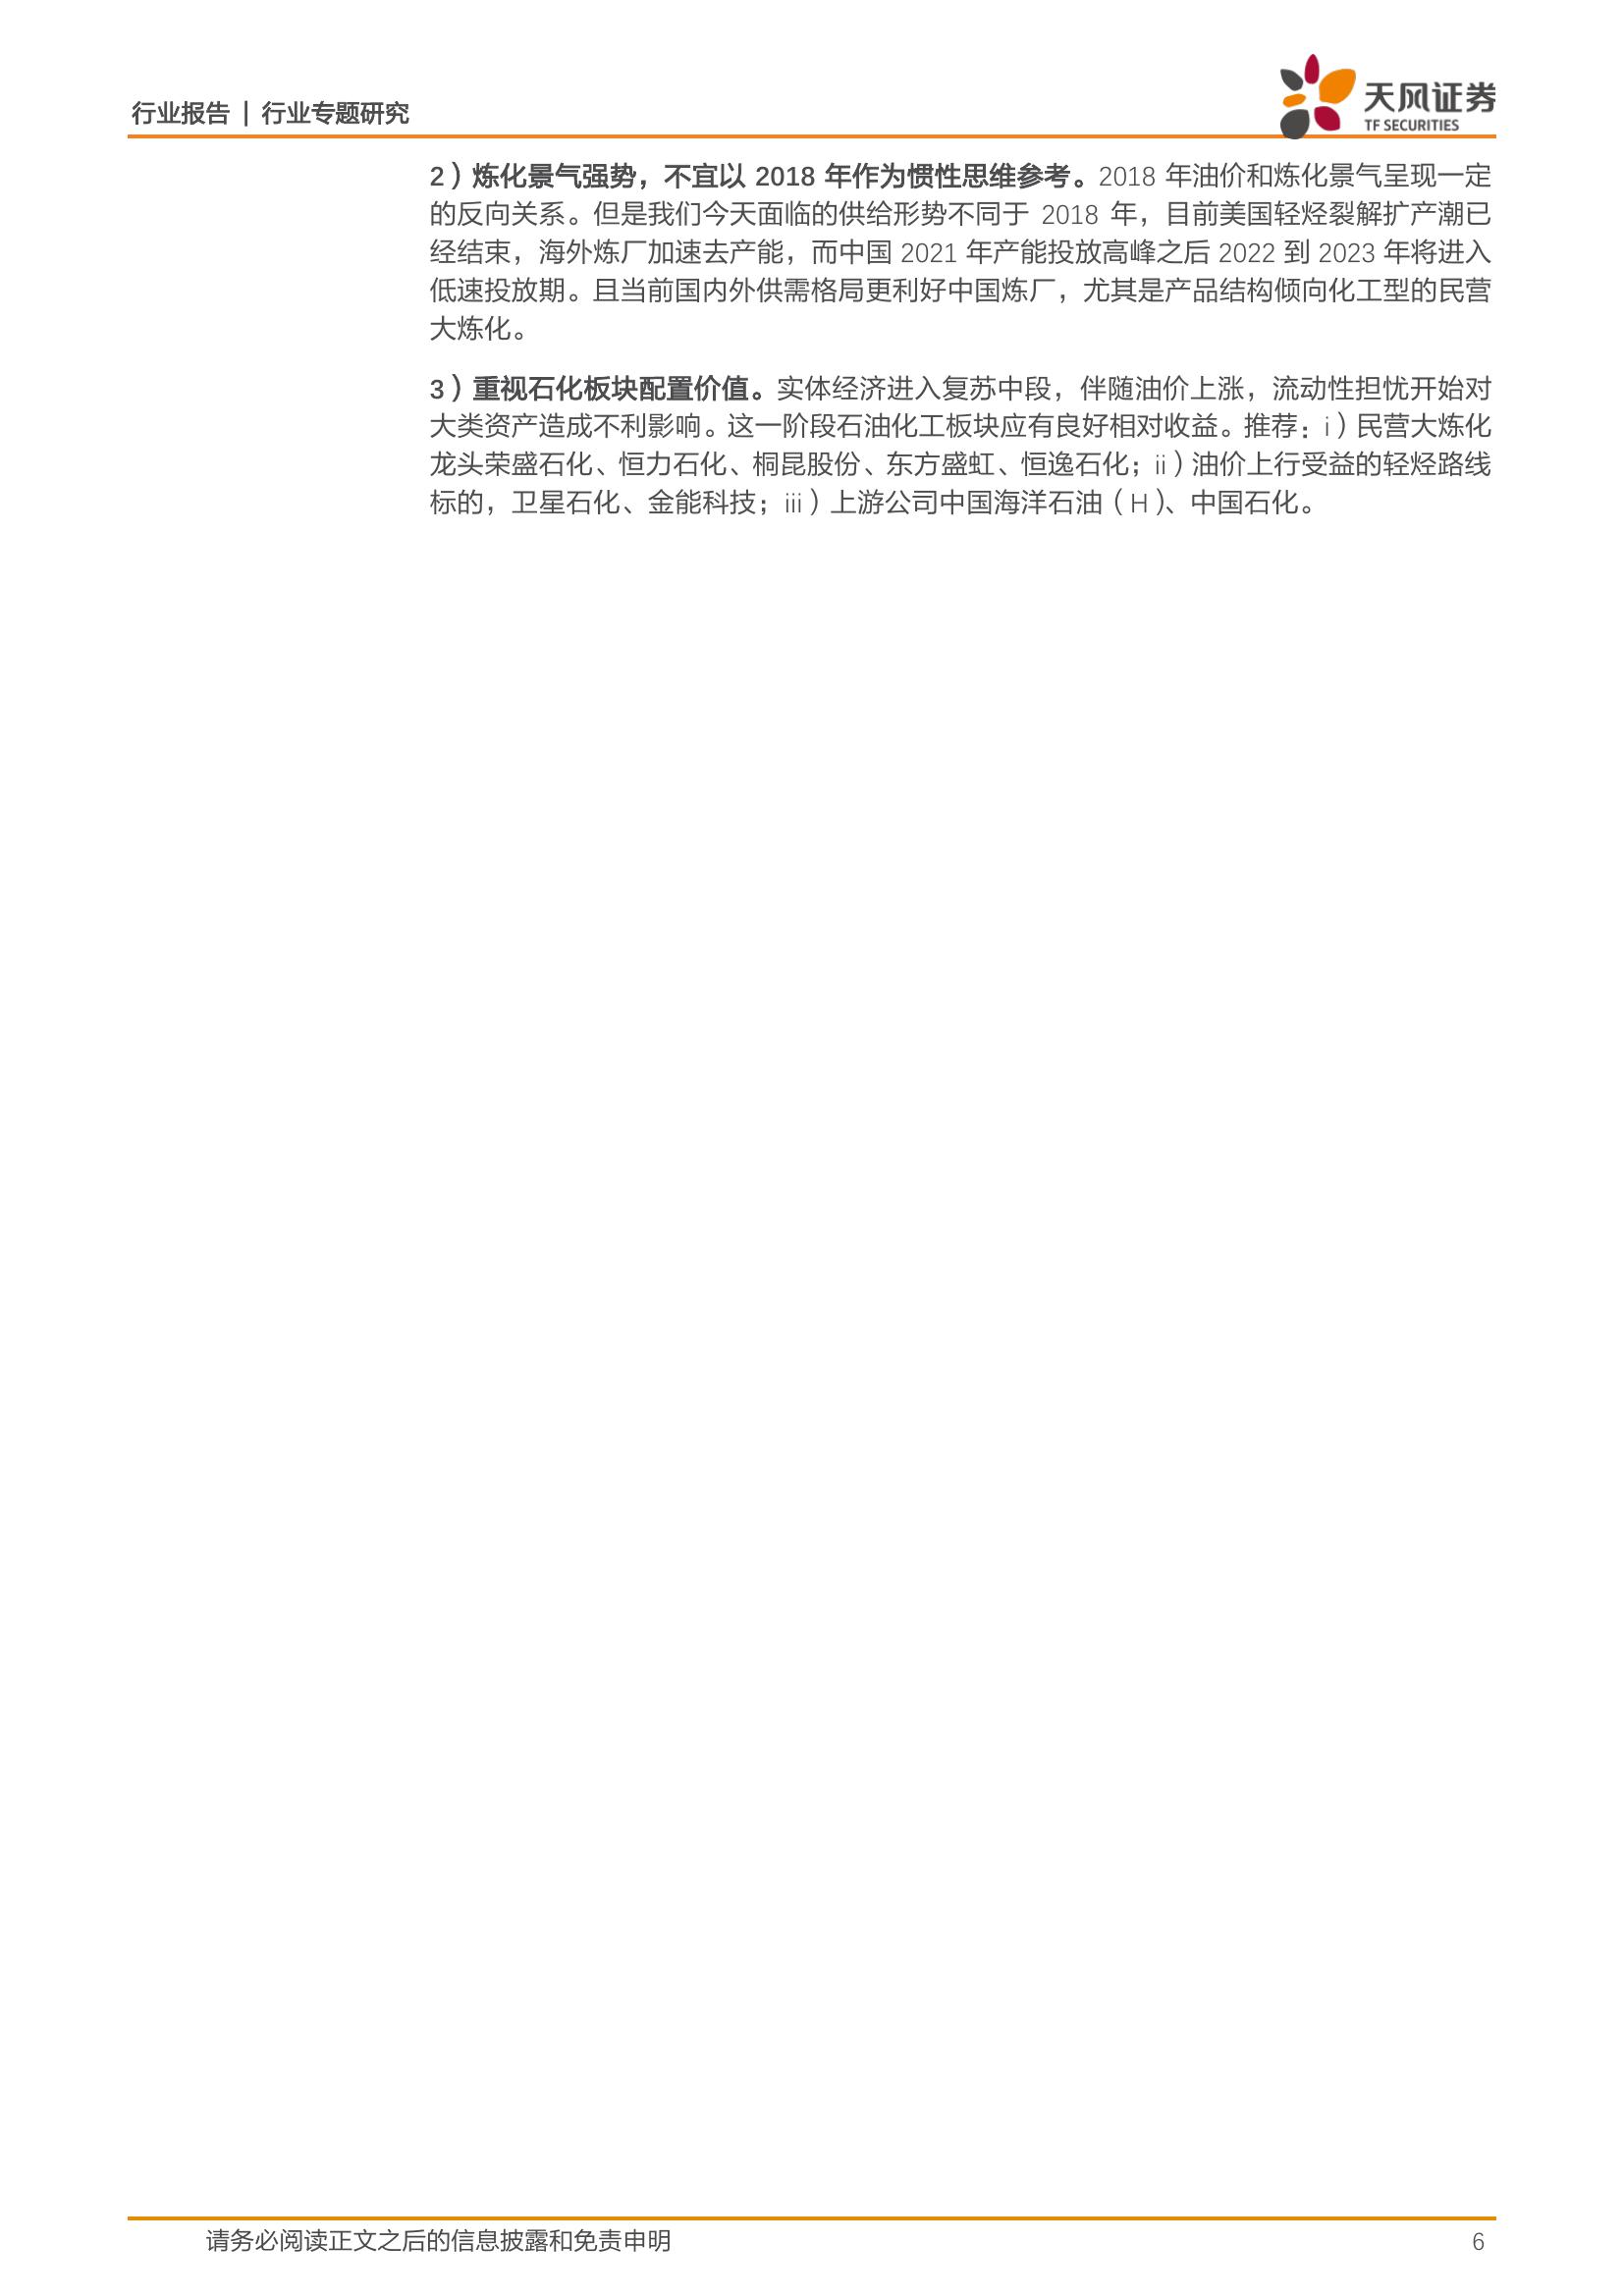 行业报告 | 行业专题研究
天风证券
TF SECURITIES
2）炼化景气强势，不宜以 2018 年作为惯性思维参考。2018 年油价和炼化景气呈现一定
的反向关系。但是我们今天面临的供给形势不同于 2018 年，目前美国轻烃裂解扩产潮已
经结束，海外炼厂加速去产能，而中国 2021 年产能投放高峰之后 2022 到 2023 年将进入
低速投放期。且当前国内外供需格局更利好中国炼厂，尤其是产品结构倾向化工型的民营
大炼化。
3）重视石化板块配置价值。实体经济进入复苏中段，伴随油价上涨，流动性担忧开始对
大类资产造成不利影响。这一阶段石油化工板块应有良好相对收益。推荐：i）民营大炼化
龙头荣盛石化、恒力石化、桐昆股份、东方盛虹、恒逸石化；ii）油价上行受益的轻烃路线
标的，卫星石化、金能科技；iii）上游公司中国海洋石油（H）、中国石化。
请务必阅读正文之后的信息披露和免责申明
6